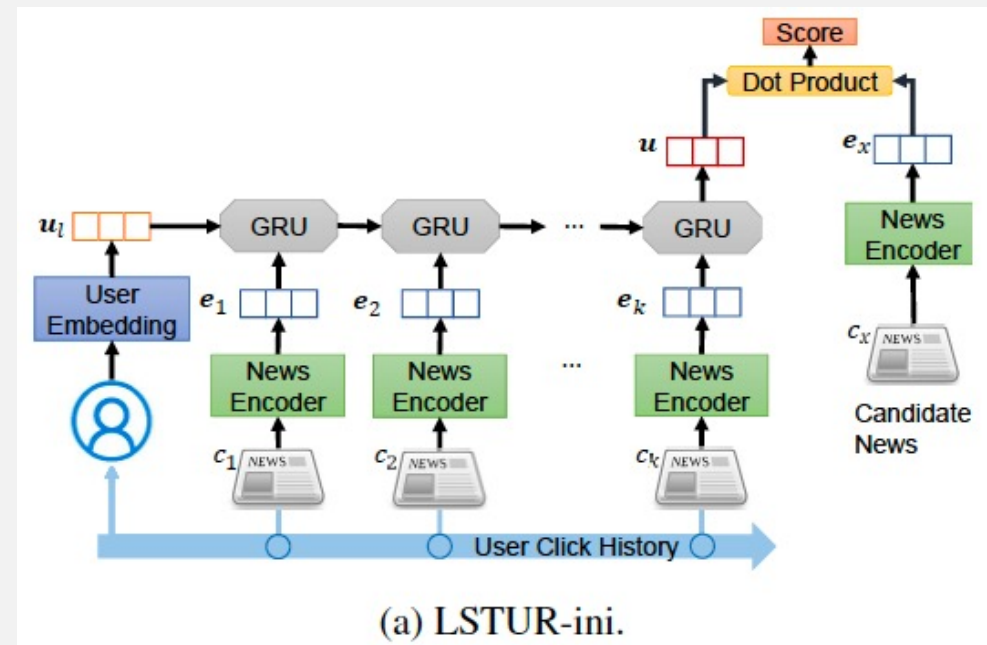 Score
Dot Product
u
e_x
u_l
GRU
GRU
...
GRU
News
Encoder
User
Embedding
e_1
e_2
e_k
c_x
NEWS
News
Encoder
News
Encoder
...
News
Encoder
Candidate
News
c_1
NEWS
c_2
NEWS
c_k
NEWS
User Click History
(a) LSTUR-ini.